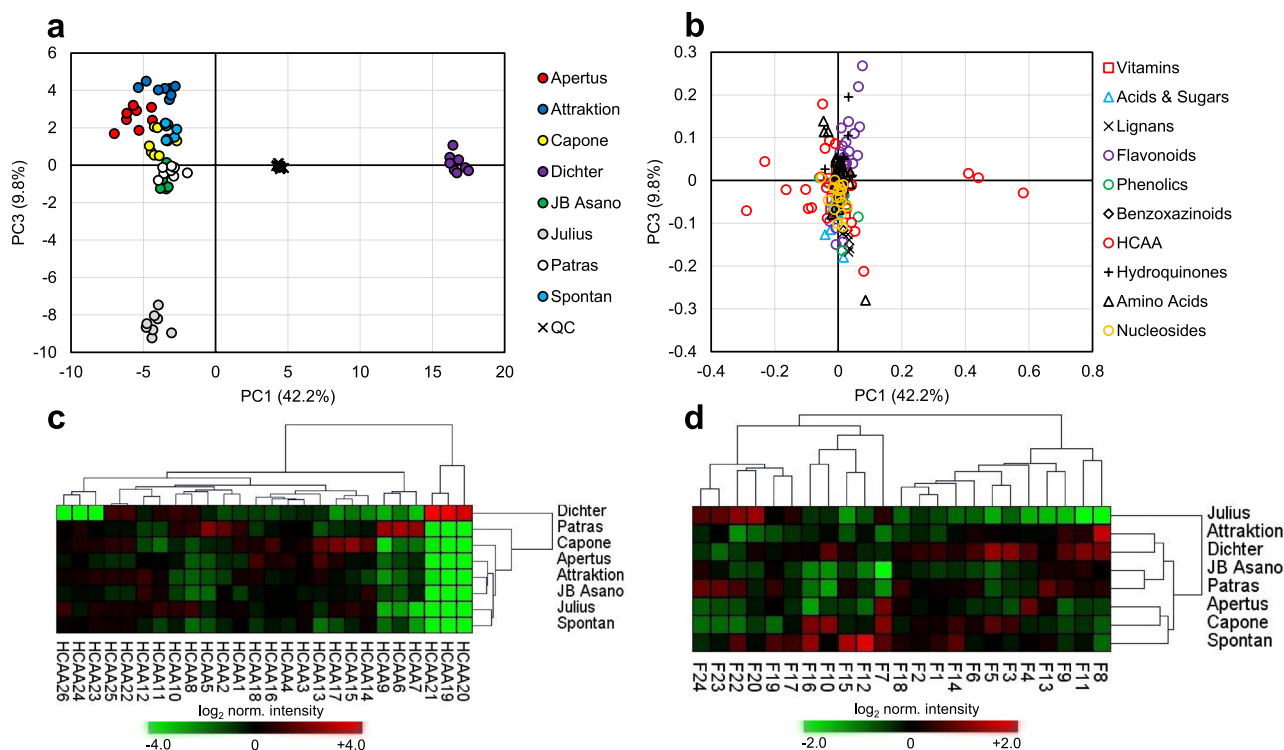 a
6
4
2
0
-2
-4
-6
-8
-10
-10
-5
0
5
10
15
20
PC3 (9.8%)
PC1 (42.2%)
Apertus
Attraktion
Capone
Dichter
JB Asano
Julius
Patras
Spontan
QC
b
0.3
0.2
0.1
0
-0.1
-0.2
-0.3
-0.4
-0.4
-0.2
0
0.2
0.4
0.6
0.8
PC3 (9.8%)
PC1 (42.2%)
Vitamins
Acids & Sugars
Lignans
Flavonoids
Phenolics
Benzoxazinoids
HCAA
Hydroquinones
Amino Acids
Nucleosides
c
Dichter
Patras
Capone
Apertus
Attraktion
JB Asano
Julius
Spontan
HCAA26
HCAA24
HCAA23
HCAA25
HCAA22
HCAA12
HCAA11
HCAA10
HCAA8
HCAA5
HCAA2
HCAA1
HCAA18
HCAA16
HCAA4
HCAA3
HCAA13
HCAA17
HCAA15
HCAA14
HCAA9
HCAA6
HCAA7
HCAA21
HCAA19
HCAA20
log2 norm. intensity
-4.0
0
+4.0
d
Julius
Attraktion
Dichter
JB Asano
Patras
Apertus
Capone
Spontan
F24
F23
F22
F20
F19
F17
F16
F10
F15
F12
F7
F18
F2
F1
F14
F6
F5
F3
F4
F13
F9
F11
F8
log2 norm. intensity
-2.0
0
+2.0